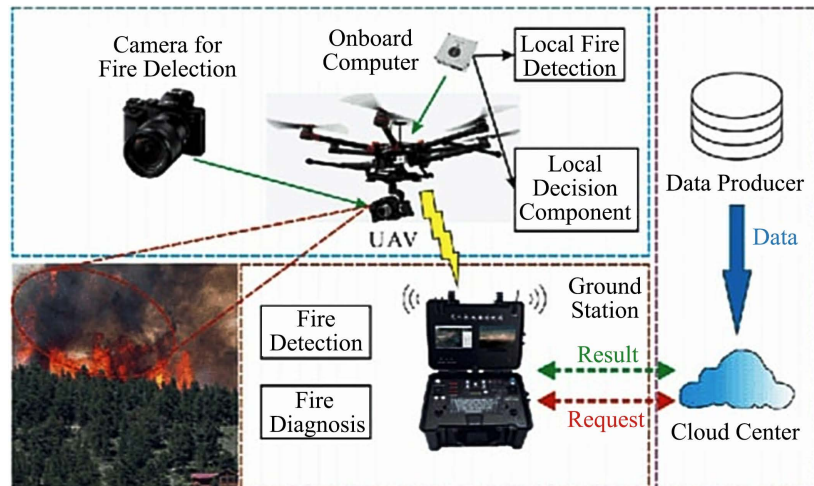 Camera for
Fire Delection
Onboard
Computer
Local Fire
Detection
Local
Decision
Component
UAV
Data Producer
Data
Fire
Detection
Fire
Diagnosis
Ground
Station
Result
Request
Cloud Center